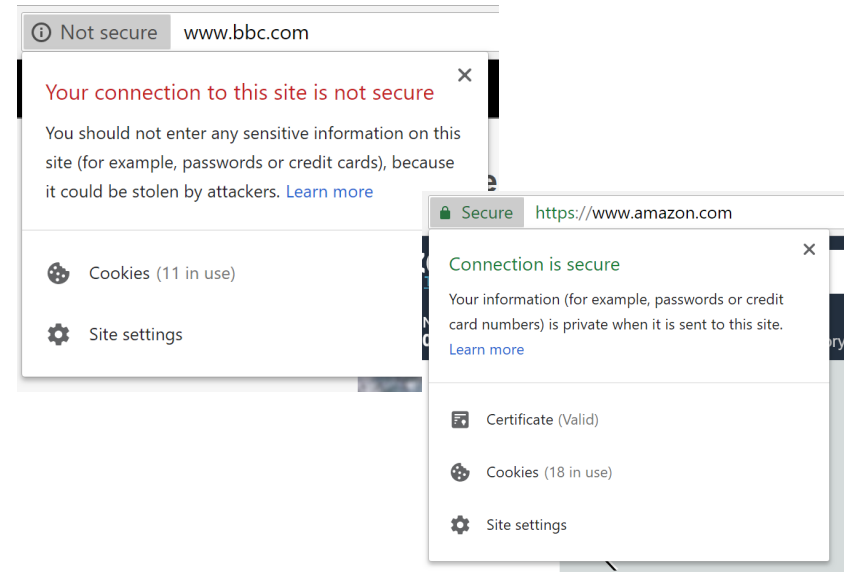 Not secure www.bbc.com
Your connection to this site is not secure
You should not enter any sensitive information on this
site (for example, passwords or credit cards), because
it could be stolen by attackers. Learn more
Cookies (11 in use)
Site settings
Secure https://www.amazon.com
Connection is secure
Your information (for example, passwords or credit
card numbers) is private when it is sent to this site.
Learn more
Certificate (Valid)
Cookies (18 in use)
Site settings